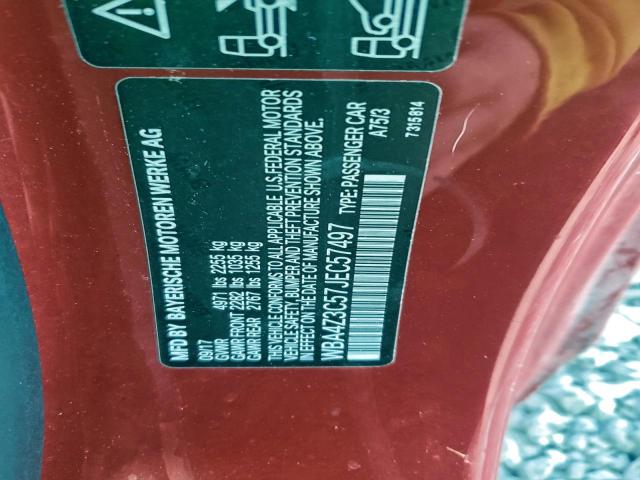 MFD BY BAYERISCHE MOTOREN WERKE AG
09/17
GVWR 4971 lbs 2255 kg
GAWR FRONT 2282 lbs 1035 kg
GAWR REAR 2767 lbs 1255 kg
THIS VEHICLE CONFORMS TO ALL APPLICABLE U.S. FEDERAL MOTOR
VEHICLE SAFETY, BUMPER AND THEFT PREVENTION STANDARDS
IN EFFECT ON THE DATE OF MANUFACTURE SHOWN ABOVE.
WBA4Z3C57JEC57497 TYPE: PASSENGER CAR
A75/3
7315814